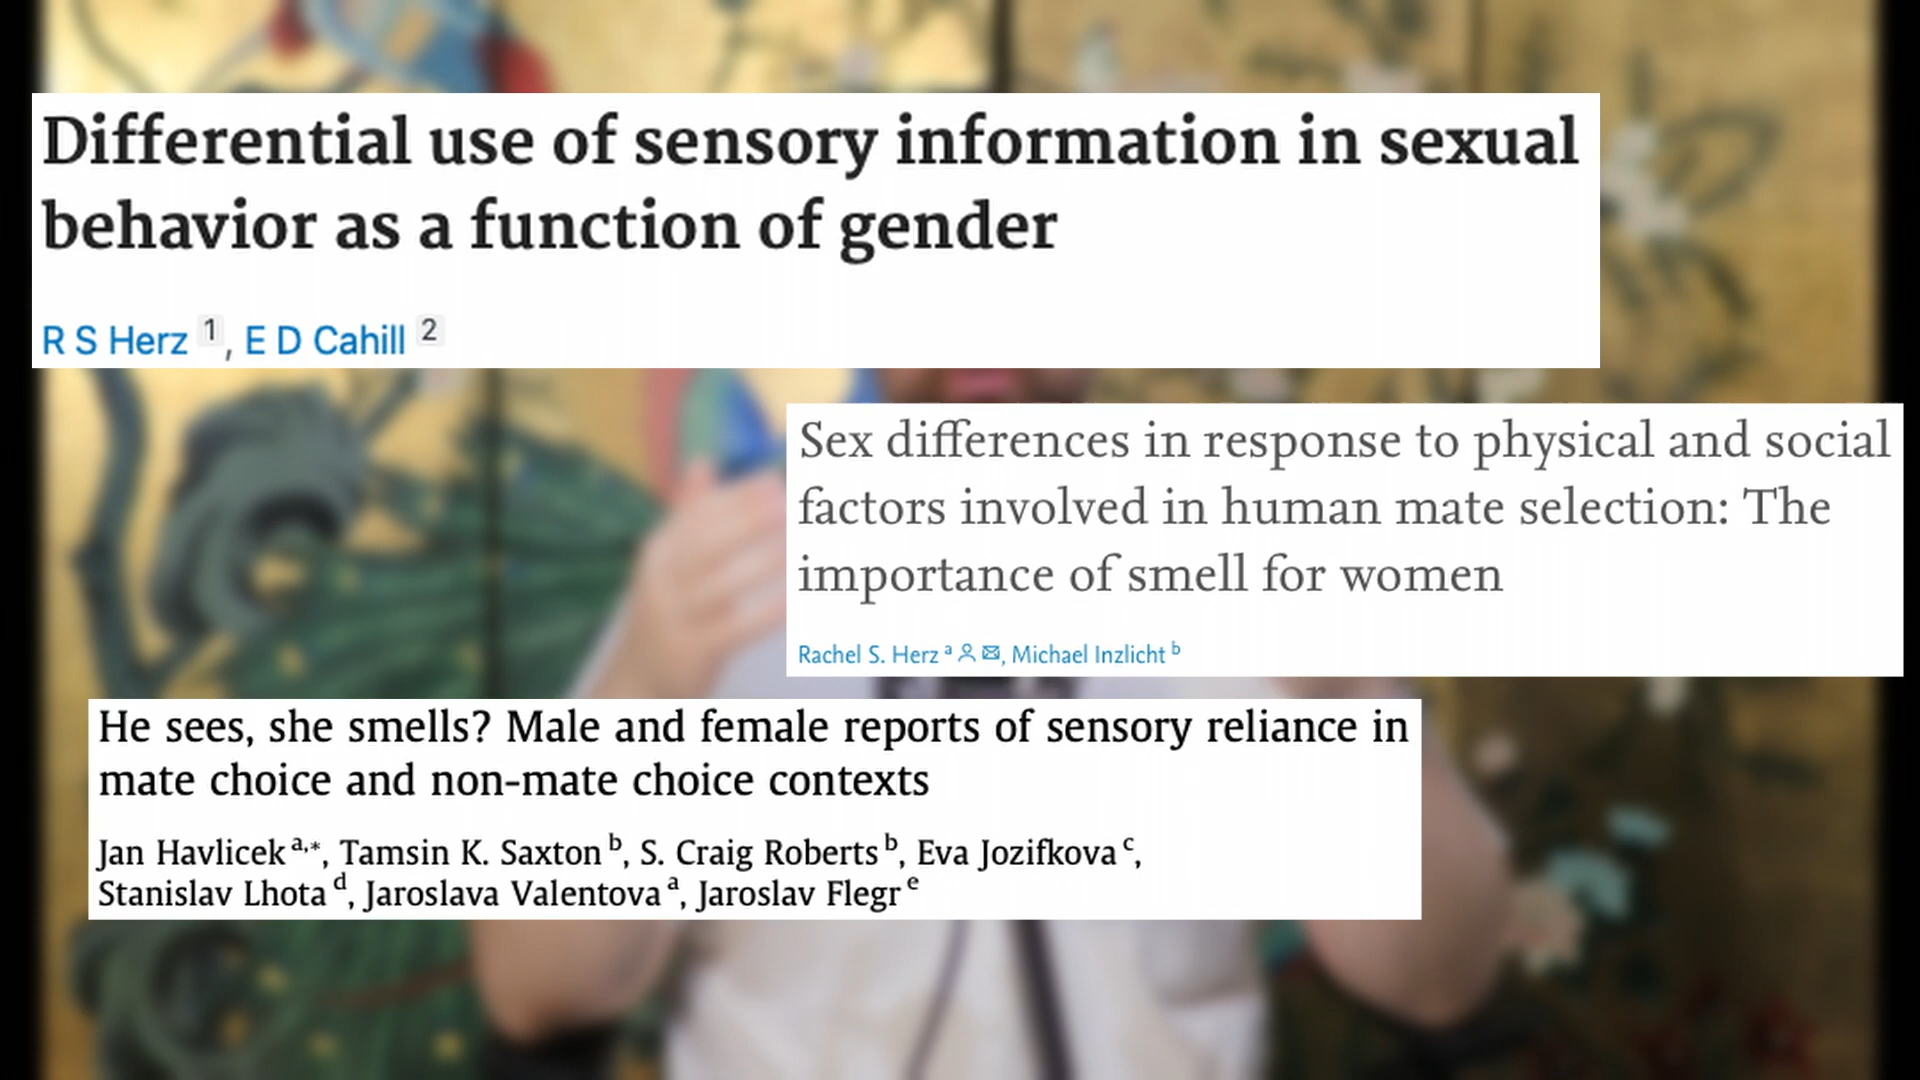 Differential use of sensory information in sexual
behavior as a function of gender
R S Herz 1, E D Cahill 2
Sex differences in response to physical and social
factors involved in human mate selection: The
importance of smell for women
Rachel S. Herz a, Michael Inzlicht b
He sees, she smells? Male and female reports of sensory reliance in
mate choice and non-mate choice contexts
Jan Havlicek a,*, Tamsin K. Saxton b, S. Craig Roberts b, Eva Jozifkova c,
Stanislav Lhota d, Jaroslava Valentova a, Jaroslav Flegr e